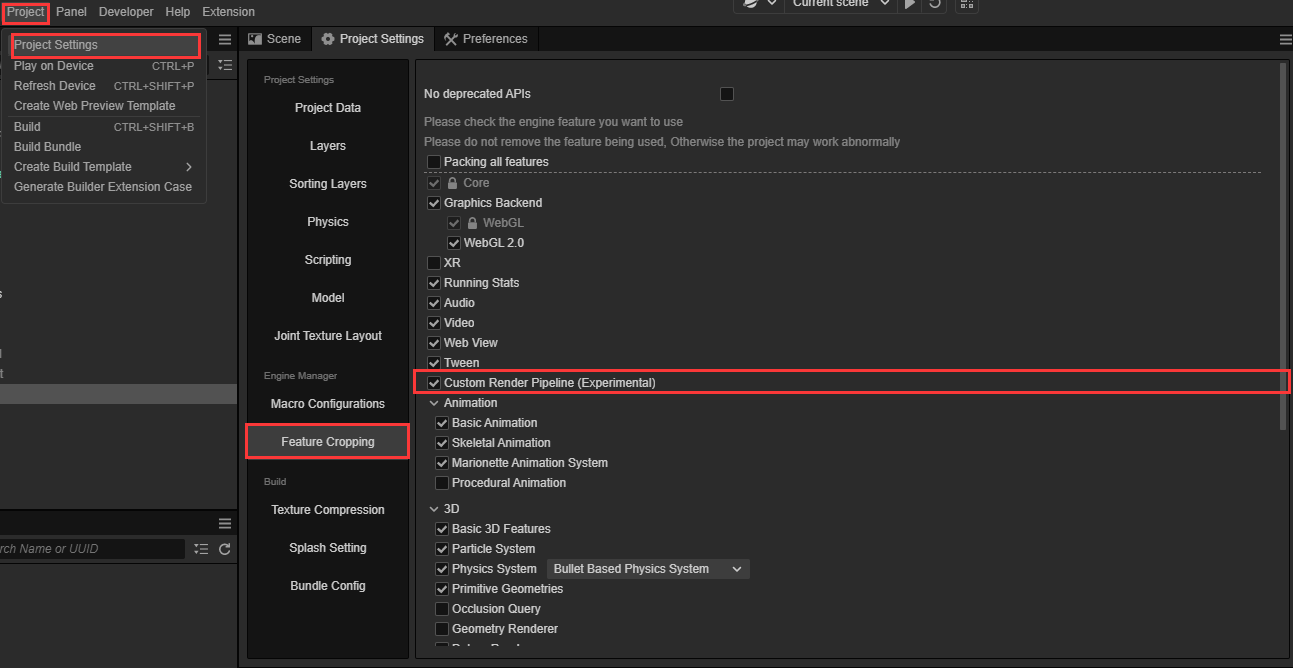 Project Panel Developer Help Extension
Current scene
Project Settings
Play on Device CTRL+P
Refresh Device CTRL+SHIFT+P
Create Web Preview Template
Build CTRL+SHIFT+B
Build Bundle
Create Build Template
Generate Builder Extension Case
Name or UUID
Scene Project Settings Preferences
Project Settings
Project Data
Layers
Sorting Layers
Physics
Scripting
Model
Joint Texture Layout
Engine Manager
Macro Configurations
Feature Cropping
Build
Texture Compression
Splash Setting
Bundle Config
No deprecated APIs
Please check the engine feature you want to use
Please do not remove the feature being used, Otherwise the project may work abnormally
Packing all features
Core
Graphics Backend
WebGL
WebGL 2.0
XR
Running Stats
Audio
Video
Web View
Tween
Custom Render Pipeline (Experimental)
Animation
Basic Animation
Skeletal Animation
Marionette Animation System
Procedural Animation
3D
Basic 3D Features
Particle System
Physics System Bullet Based Physics System
Primitive Geometries
Occlusion Query
Geometry Renderer